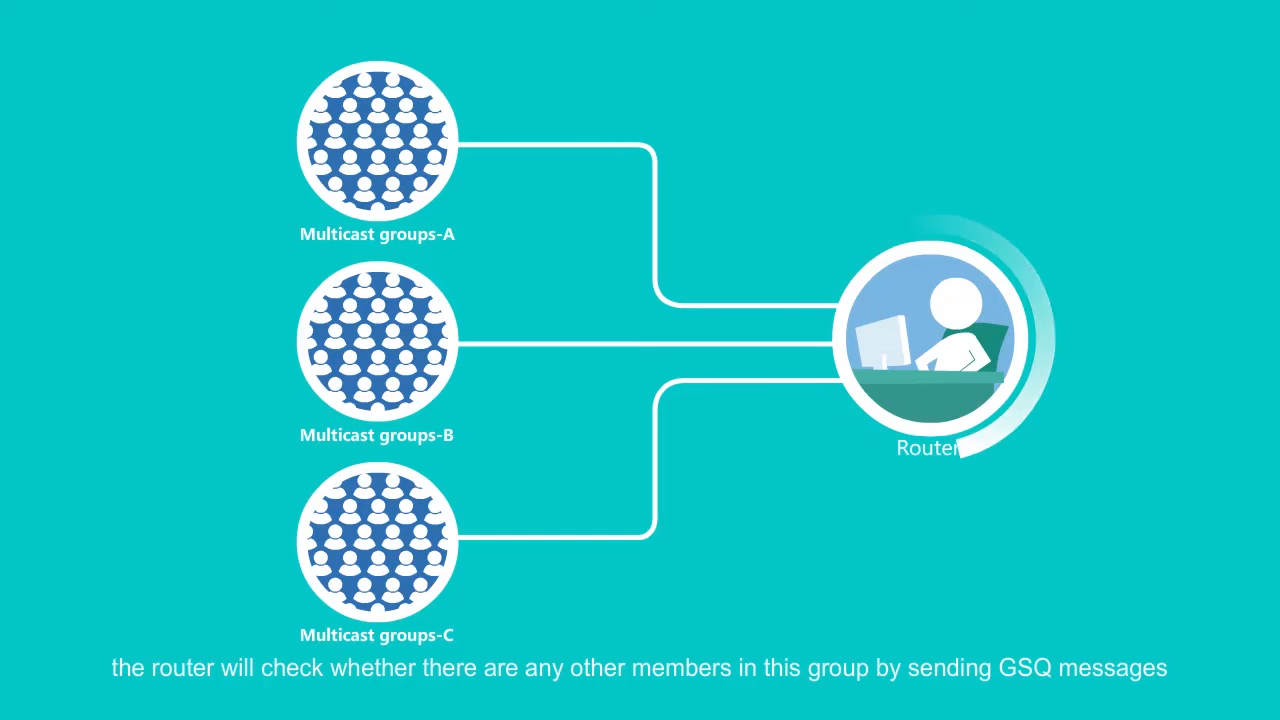 Multicast groups-A
Multicast groups-B
Router
Multicast groups-C
the router will check whether there are any other members in this group by sending GSQ messages